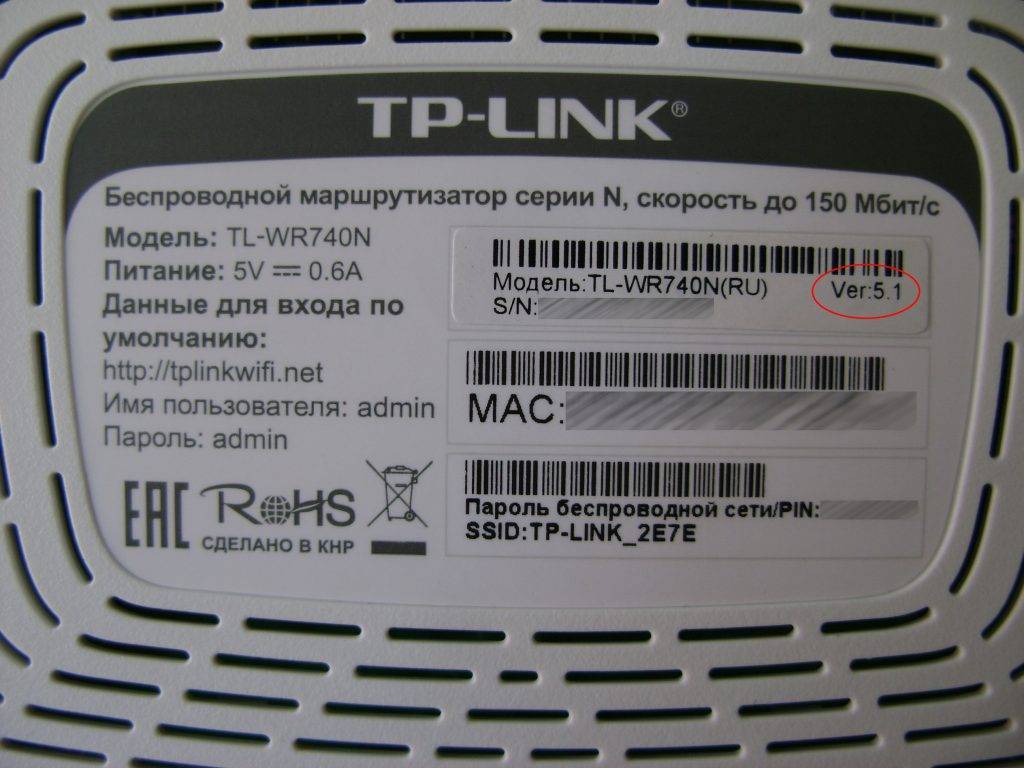 TP-LINK®
Беспроводной маршрутизатор серии N, скорость до 150 Мбит/с
Модель: TL-WR740N
Питание: 5V 0.6A
Данные для входа по
умолчанию:
http://tplinkwifi.net
Имя пользователя: admin
Пароль: admin
EAC RoHS
СДЕЛАНО В КНР
Модель:TL-WR740N(RU) Ver:5.1
S/N:
MAC:
Пароль беспроводной сети/PIN:
SSID:TP-LINK_2E7E